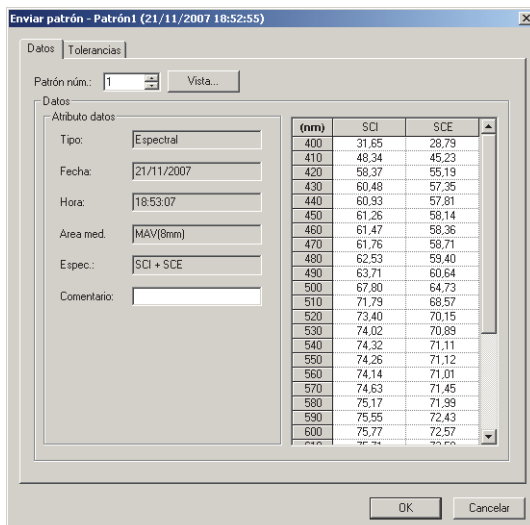 Enviar patrón - Patrón1 (21/11/2007 18:52:55)
Datos Tolerancias
Patrón núm.: 1 Vista...
Datos
Atributo datos
Tipo: Espectral
Fecha: 21/11/2007
Hora: 18:53:07
Area med. MAV(8mm)
Espec.: SCI + SCE
Comentario:
(nm) SCI SCE
400 31,65 28,79
410 48,34 45,23
420 58,37 55,19
430 60,48 57,35
440 60,93 57,81
450 61,26 58,14
460 61,47 58,36
470 61,76 58,71
480 62,53 59,40
490 63,71 60,64
500 67,80 64,73
510 71,79 68,57
520 73,40 70,15
530 74,02 70,89
540 74,32 71,11
550 74,26 71,12
560 74,14 71,01
570 74,63 71,45
580 75,17 71,99
590 75,55 72,43
600 75,77 72,57
OK Cancelar